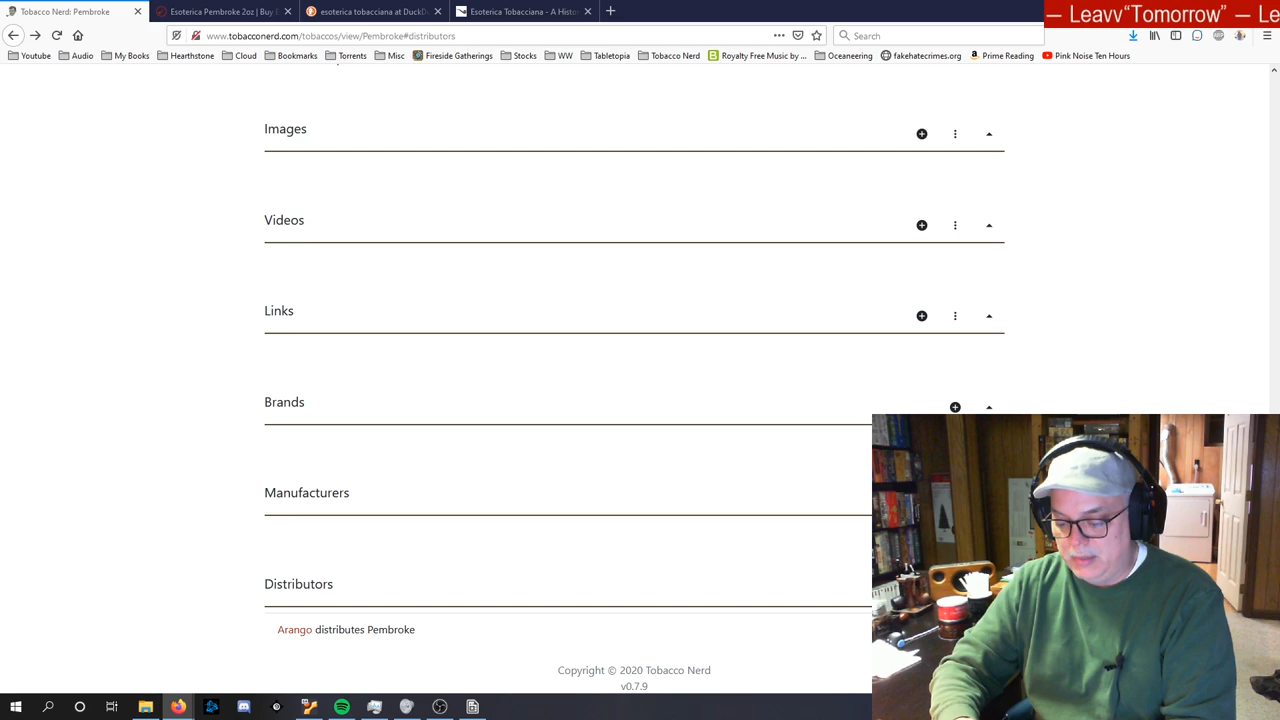 Tobacco Nerd: Pembroke
Esoterica Pembroke 2oz | Buy
esoterica tobacciana at DuckD
Esoterica Tobacciana - A Histo
— Leavv“Tomorrow” — Le
www.tobacconerd.com/tobaccos/view/Pembroke#distributors
Search
Youtube
Audio
My Books
Hearthstone
Cloud
Bookmarks
Torrents
Misc
Fireside Gatherings
Stocks
WW
Tabletopia
Tobacco Nerd
Royalty Free Music by ...
Oceaneering
fakehatecrimes.org
Prime Reading
Pink Noise Ten Hours
Images
Videos
Links
Brands
Manufacturers
Distributors
Arango distributes Pembroke
Copyright © 2020 Tobacco Nerd
v0.7.9